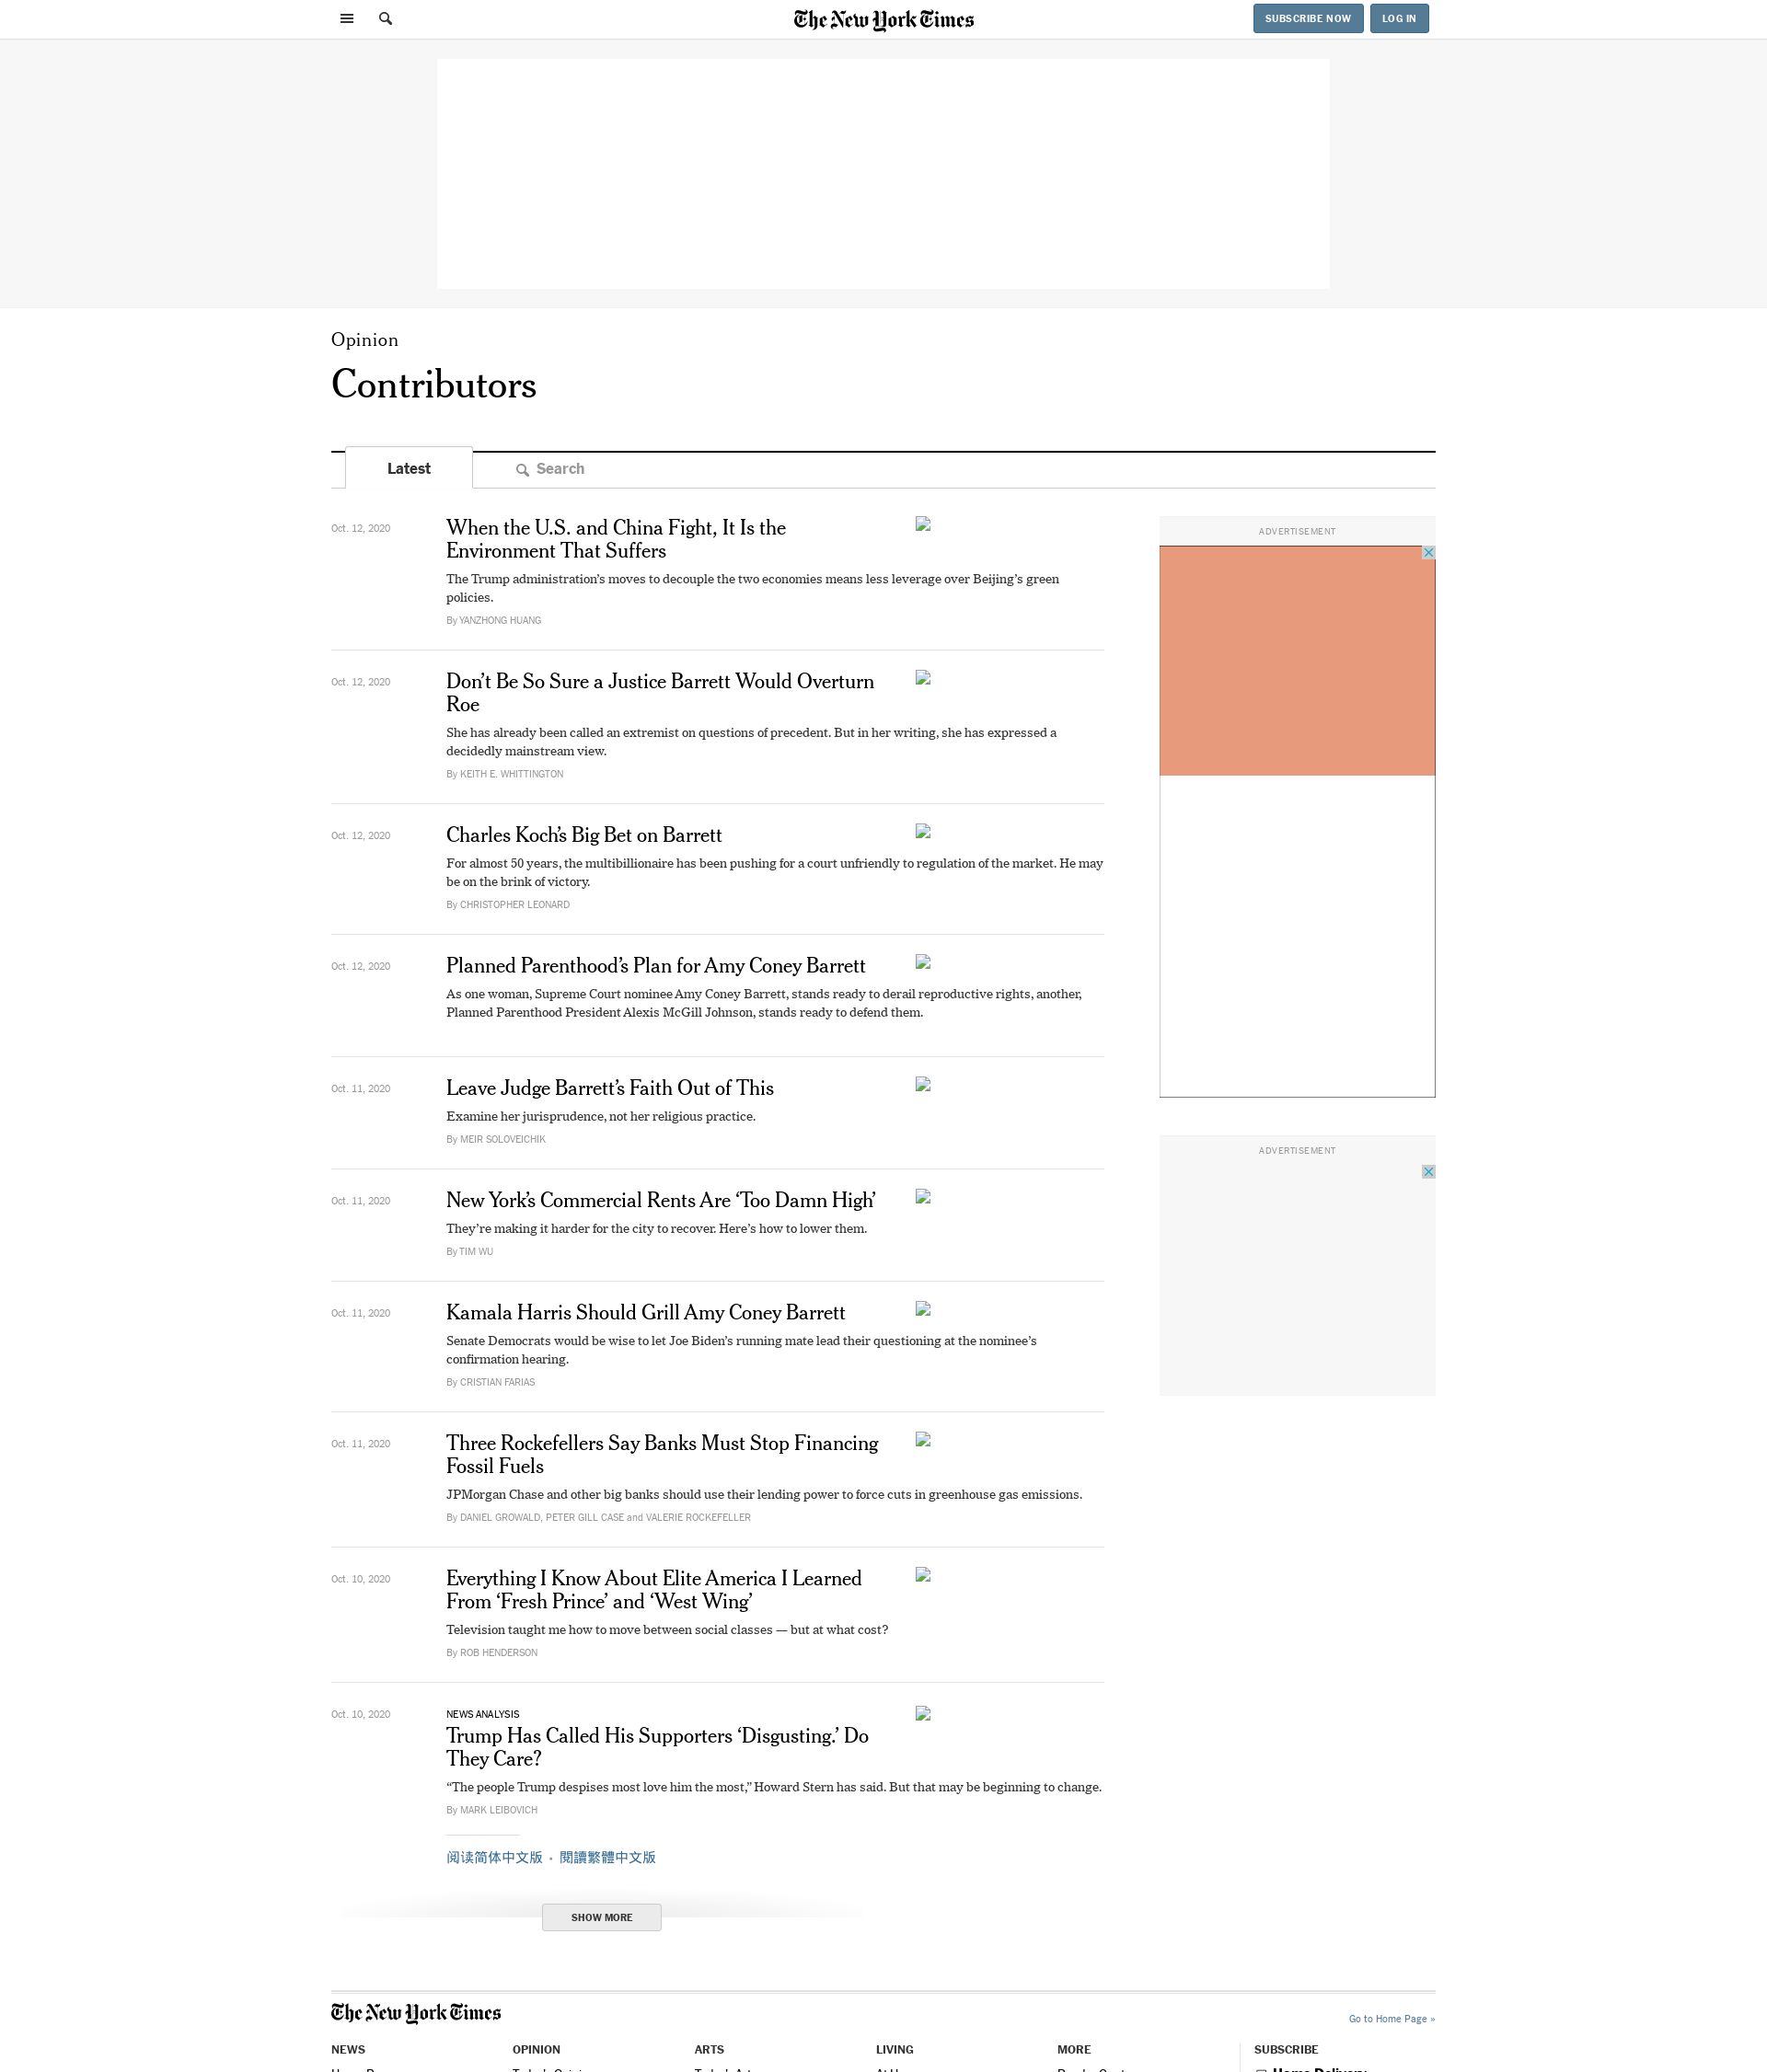 The New York Times
SUBSCRIBE NOW
LOG IN
Opinion
Contributors
Latest
Search
Oct. 12, 2020
When the U.S. and China Fight, It Is the
Environment That Suffers
The Trump administration’s moves to decouple the two economies means less leverage over Beijing’s green
policies.
By YANZHONG HUANG
Oct. 12, 2020
Don’t Be So Sure a Justice Barrett Would Overturn
Roe
She has already been called an extremist on questions of precedent. But in her writing, she has expressed a
decidedly mainstream view.
By KEITH E. WHITTINGTON
Oct. 12, 2020
Charles Koch’s Big Bet on Barrett
For almost 50 years, the multibillionaire has been pushing for a court unfriendly to regulation of the market. He may
be on the brink of victory.
By CHRISTOPHER LEONARD
Oct. 12, 2020
Planned Parenthood’s Plan for Amy Coney Barrett
As one woman, Supreme Court nominee Amy Coney Barrett, stands ready to derail reproductive rights, another,
Planned Parenthood President Alexis McGill Johnson, stands ready to defend them.
Oct. 11, 2020
Leave Judge Barrett’s Faith Out of This
Examine her jurisprudence, not her religious practice.
By MEIR SOLOVEICHIK
Oct. 11, 2020
New York’s Commercial Rents Are ‘Too Damn High’
They’re making it harder for the city to recover. Here’s how to lower them.
By TIM WU
Oct. 11, 2020
Kamala Harris Should Grill Amy Coney Barrett
Senate Democrats would be wise to let Joe Biden’s running mate lead their questioning at the nominee’s
confirmation hearing.
By CRISTIAN FARIAS
Oct. 11, 2020
Three Rockefellers Say Banks Must Stop Financing
Fossil Fuels
JPMorgan Chase and other big banks should use their lending power to force cuts in greenhouse gas emissions.
By DANIEL GROWALD, PETER GILL CASE and VALERIE ROCKEFELLER
Oct. 10, 2020
Everything I Know About Elite America I Learned
From ‘Fresh Prince’ and ‘West Wing’
Television taught me how to move between social classes — but at what cost?
By ROB HENDERSON
Oct. 10, 2020
NEWS ANALYSIS
Trump Has Called His Supporters ‘Disgusting.’ Do
They Care?
“The people Trump despises most love him the most,” Howard Stern has said. But that may be beginning to change.
By MARK LEIBOVICH
阅读简体中文版 • 閱讀繁體中文版
SHOW MORE
ADVERTISEMENT
ADVERTISEMENT
The New York Times
Go to Home Page »
NEWS
OPINION
ARTS
LIVING
MORE
SUBSCRIBE